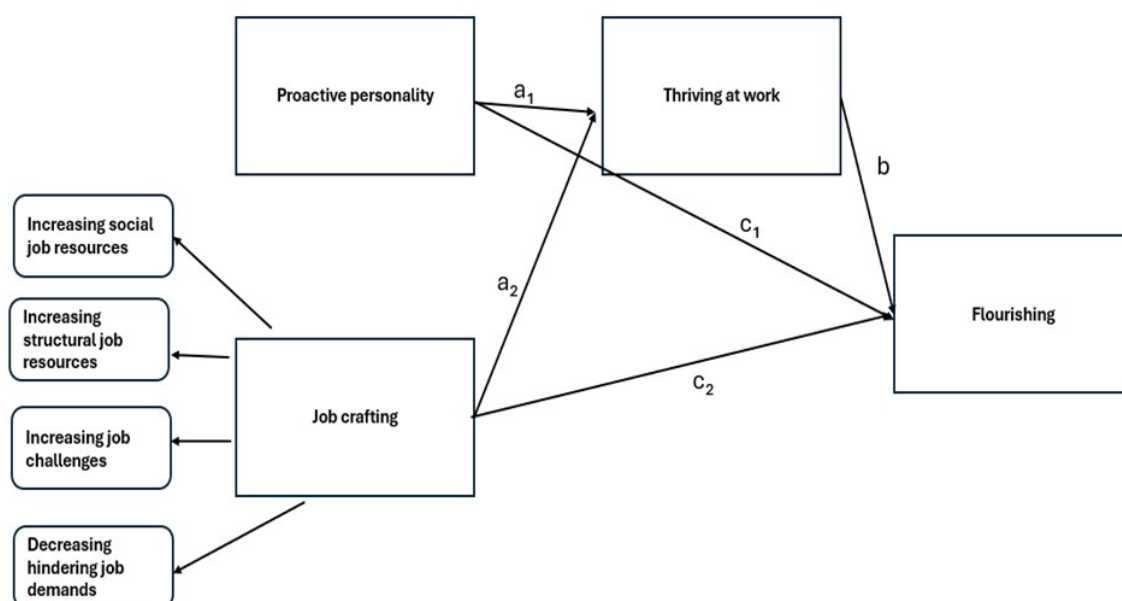 Proactive personality
a₁
Thriving at work
b
c₁
Increasing social
job resources
a₂
Increasing
structural job
resources
Flourishing
c₂
Job crafting
Increasing job
challenges
Decreasing
hindering job
demands